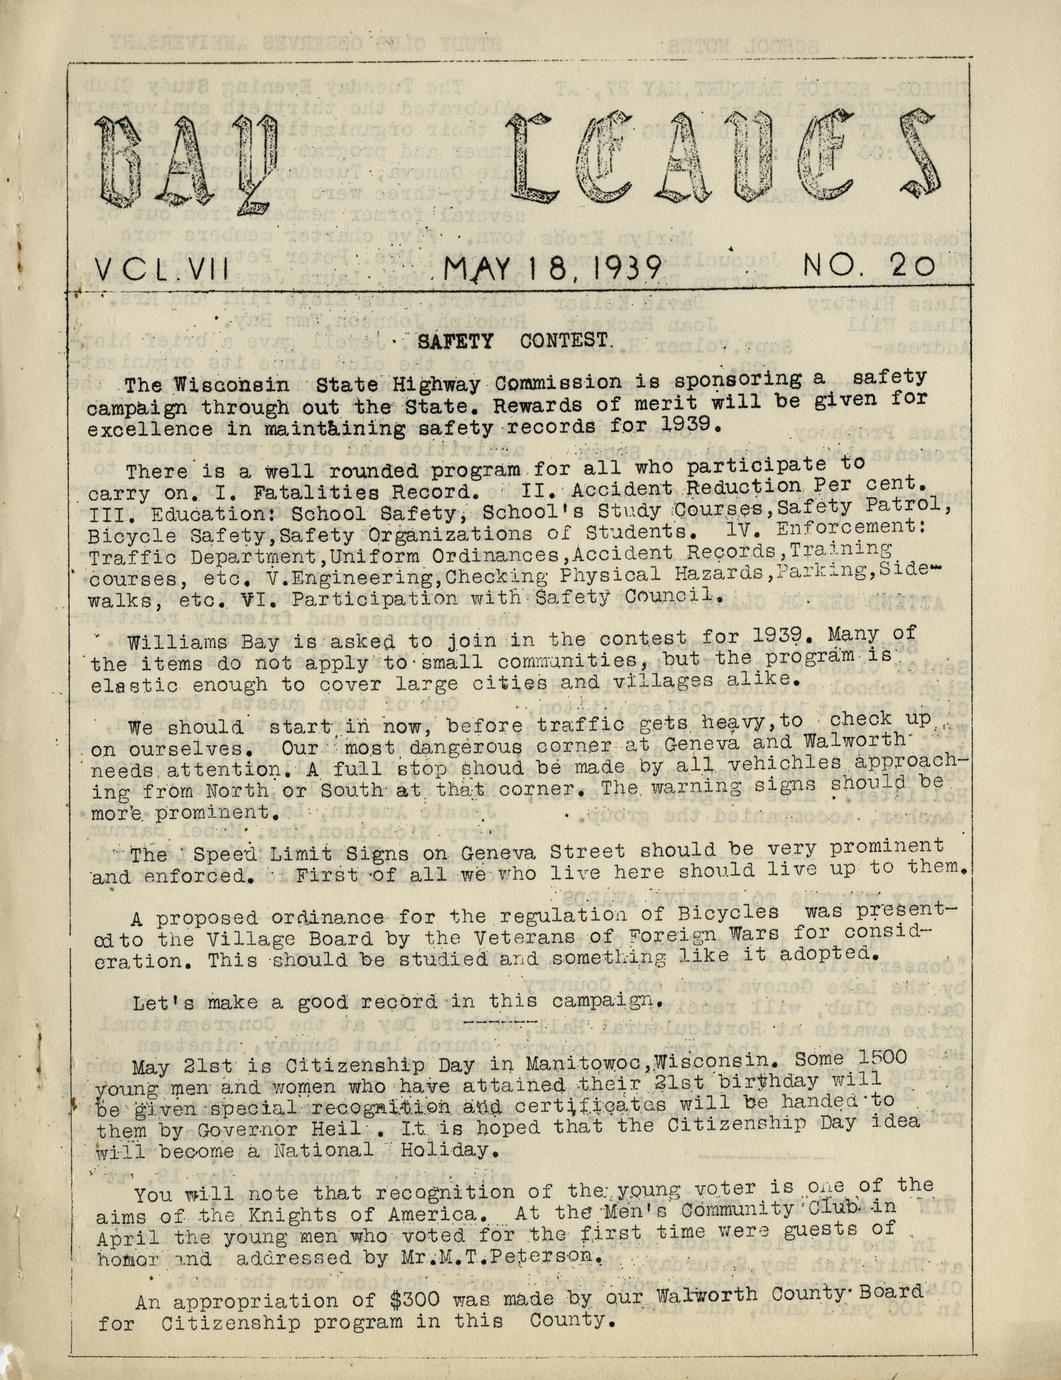 BAY LEAVES
VOL.VII MAY 18, 1939 NO. 20
SAFETY CONTEST.
The Wisconsin State Highway Commission is sponsoring a safety
campaign through out the State. Rewards of merit will be given for
excellence in maintaining safety records for 1939.
There is a well rounded program for all who participate to
carry on. I. Fatalities Record. II. Accident Reduction Per cent.
III. Education: School Safety, School's Study Courses,Safety Patrol,
Bicycle Safety,Safety Organizations of Students. IV. Enforcement:
Traffic Department,Uniform Ordinances,Accident Records,Training
courses, etc. V.Engineering,Checking Physical Hazards,Parking,Side-
walks, etc. VI. Participation with Safety Council.
Williams Bay is asked to join in the contest for 1939. Many of
the items do not apply to small communities, but the program is
elastic enough to cover large cities and villages alike.
We should start in now, before traffic gets heavy,to check up
on ourselves. Our most dangerous corner at Geneva and Walworth
needs attention. A full stop shoud be made by all vehichles approach-
ing from North or South at that corner. The warning signs should be
more prominent.
The Speed Limit Signs on Geneva Street should be very prominent
and enforced. First of all we who live here should live up to them.
A proposed ordinance for the regulation of Bicycles was present-
ed to the Village Board by the Veterans of Foreign Wars for consid-
eration. This should be studied and something like it adopted.
Let's make a good record in this campaign.
May 21st is Citizenship Day in Manitowoc,Wisconsin. Some 1500
young men and women who have attained their 21st birthday will
be given special recognition and certificates will be handed to
them by Governor Heil . It is hoped that the Citizenship Day idea
will become a National Holiday.
You will note that recognition of the young voter is one of the
aims of the Knights of America. At the Men's Community Club in
April the young men who voted for the first time were guests of
honor and addressed by Mr.M.T.Peterson.
An appropriation of $300 was made by our Walworth County Board
for Citizenship program in this County.